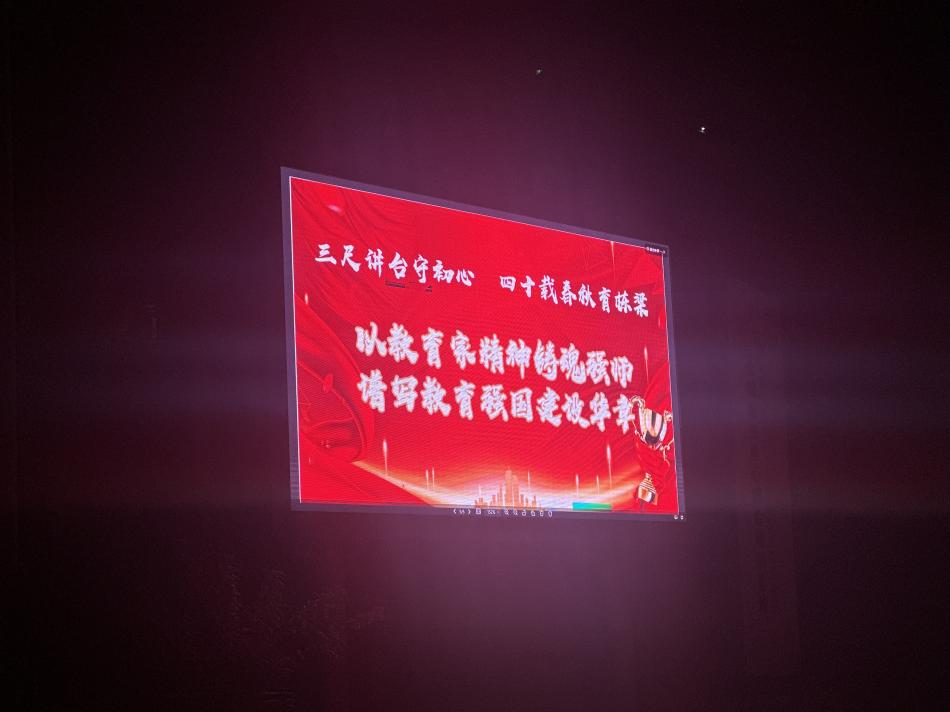 三尺讲台守初心 四十载春秋育栋梁
以教育家精神铸魂强师
谱写教育强国建设华章